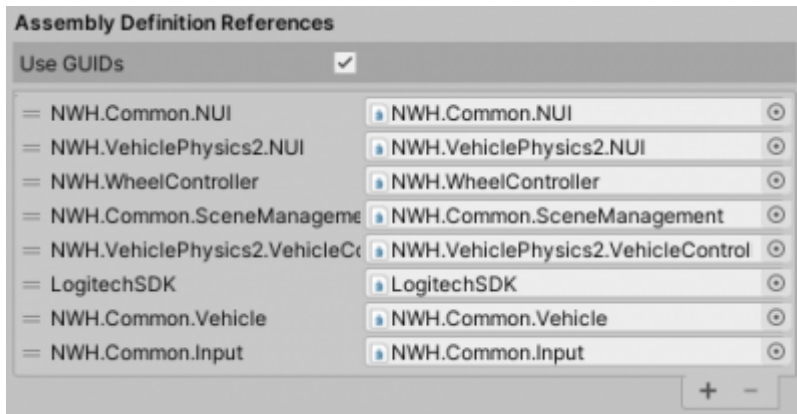 Assembly Definition References
Use GUIDs
NWH.Common.NUI NWH.Common.NUI
NWH.VehiclePhysics2.NUI NWH.VehiclePhysics2.NUI
NWH.WheelController NWH.WheelController
NWH.Common.SceneManageme NWH.Common.SceneManagement
NWH.VehiclePhysics2.VehicleCo NWH.VehiclePhysics2.VehicleControl
LogitechSDK LogitechSDK
NWH.Common.Vehicle NWH.Common.Vehicle
NWH.Common.Input NWH.Common.Input